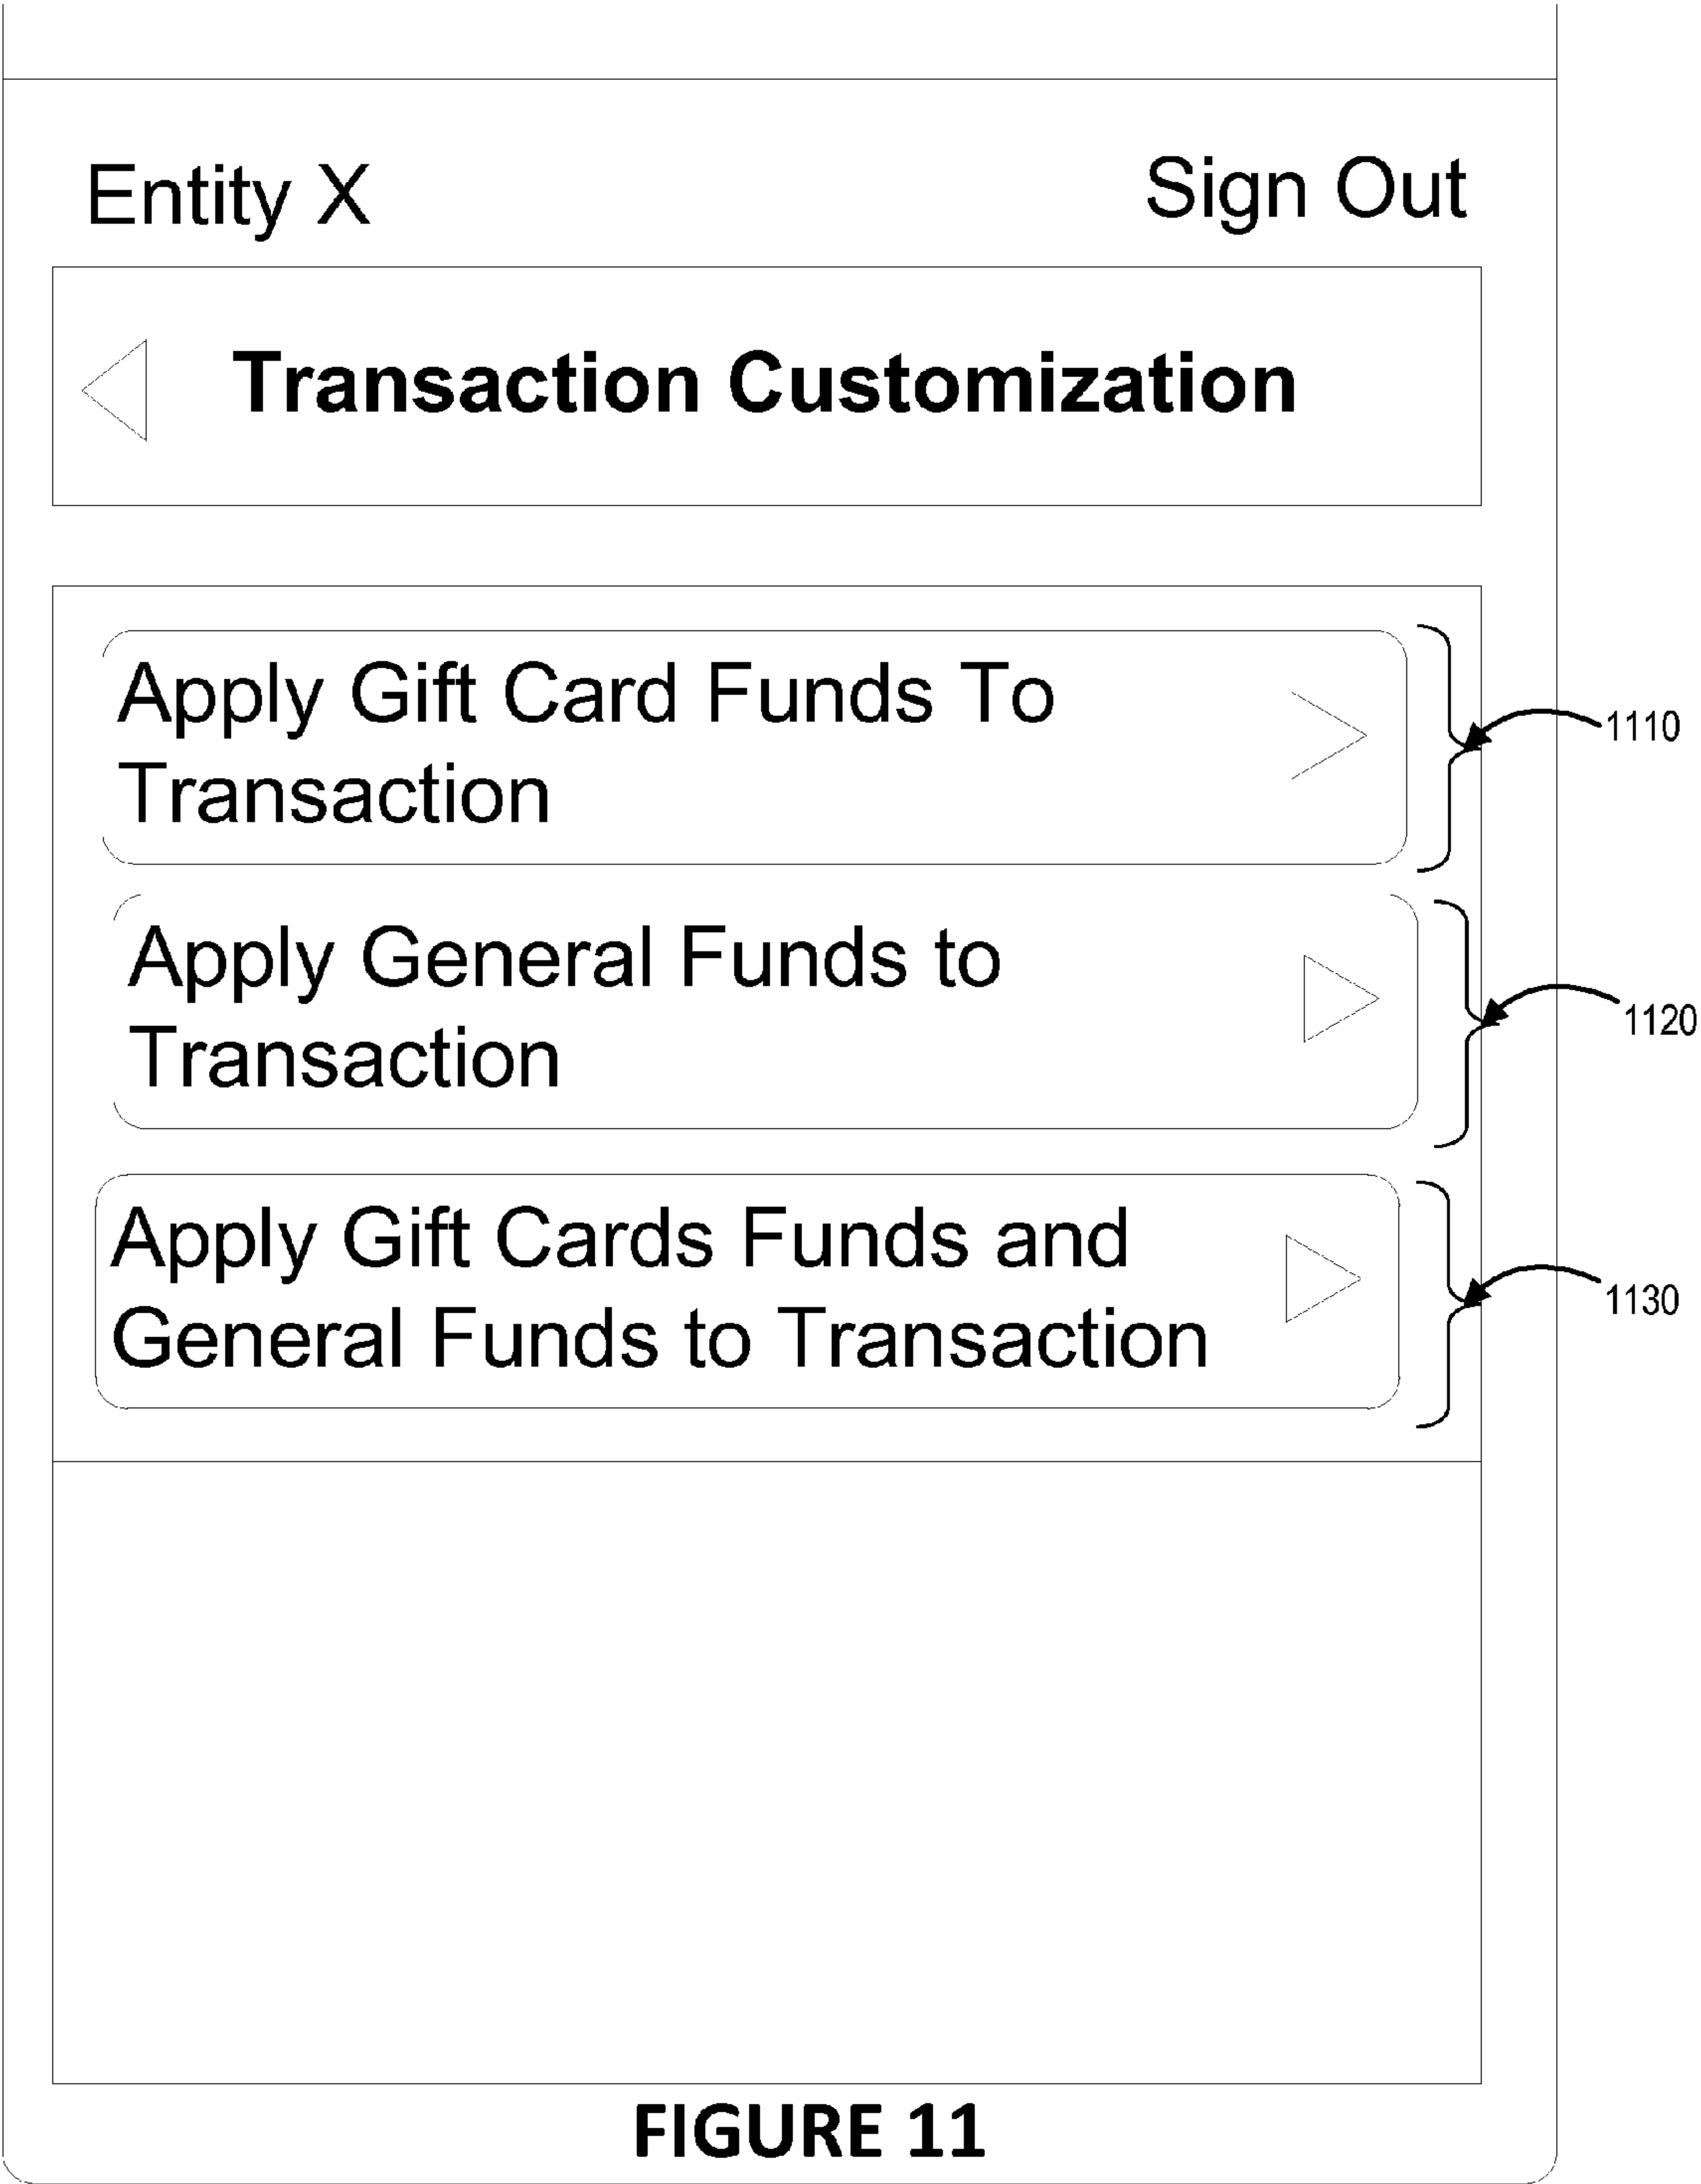 Entity X Sign Out
Transaction Customization
Apply Gift Card Funds To
Transaction
1110
Apply General Funds to
Transaction
1120
Apply Gift Cards Funds and
General Funds to Transaction
1130
FIGURE 11